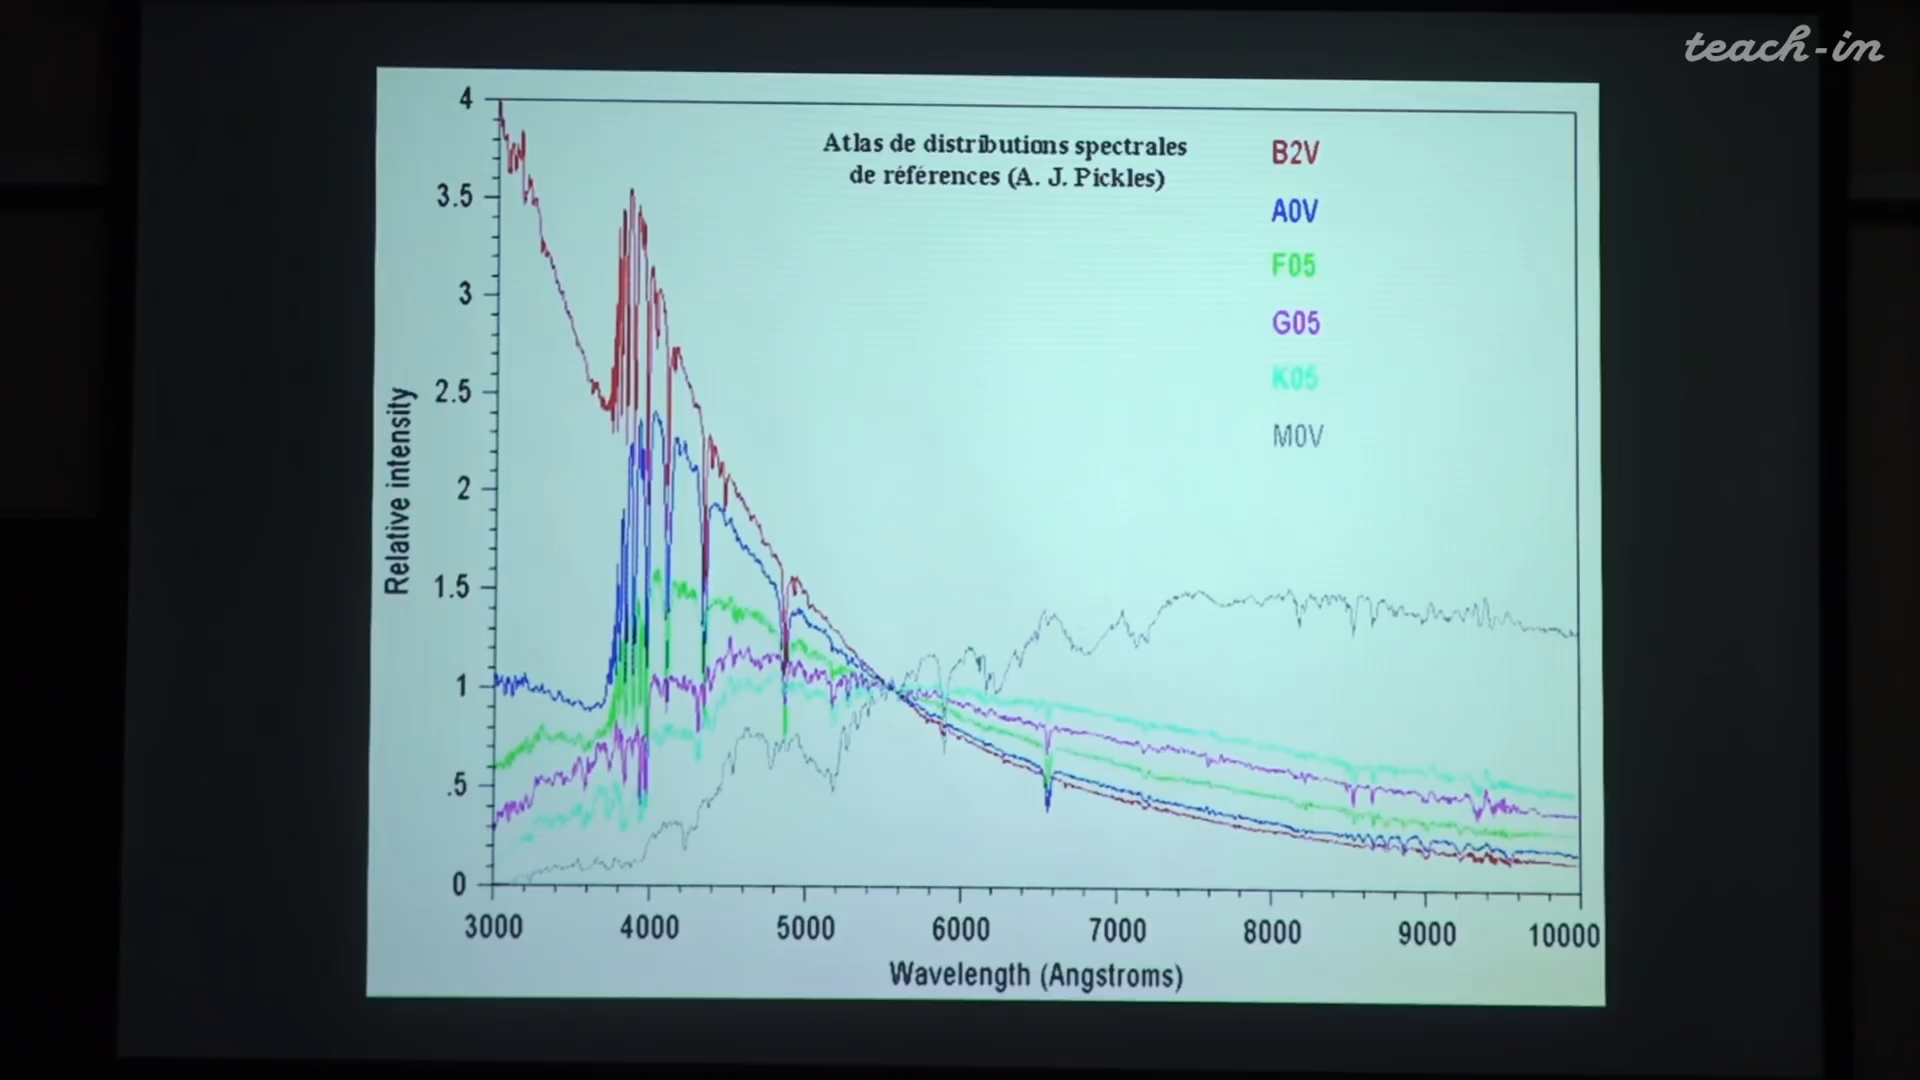 teach-in
Atlas de distributions spectrales
de références (A. J. Pickles)
B2V
A0V
F05
G05
K05
M0V
Relative intensity
4
3.5
3
2.5
2
1.5
1
.5
0
3000 4000 5000 6000 7000 8000 9000 10000
Wavelength (Angstroms)